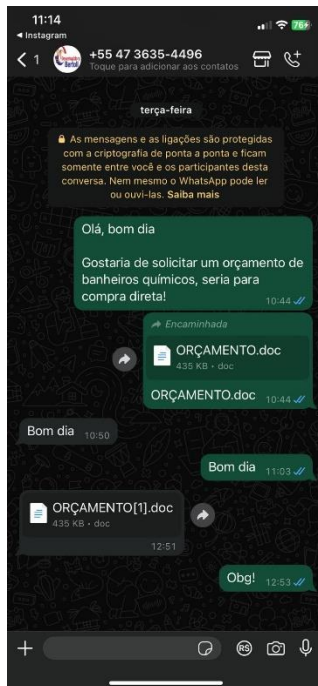 11:14
76
◄ Instagram
1
+55 47 3635-4496
Toque para adicionar aos contatos
terça-feira
As mensagens e as ligações são protegidas
com a criptografia de ponta a ponta e ficam
somente entre você e os participantes desta
conversa. Nem mesmo o WhatsApp pode ler
ou ouvi-las. Saiba mais
Olá, bom dia
Gostaria de solicitar um orçamento de
banheiros químicos, seria para
compra direta!
10:44
Encaminhada
ORÇAMENTO.doc
435 KB • doc
ORÇAMENTO.doc 10:44
Bom dia 10:50
Bom dia 11:03
ORÇAMENTO[1].doc
435 KB • doc
12:51
Obg! 12:53
RS